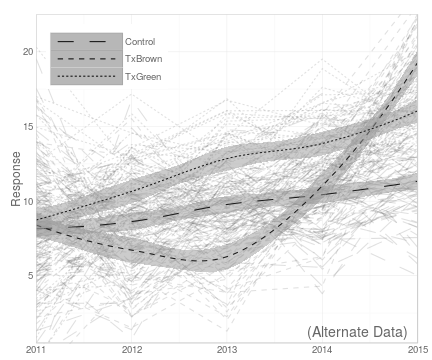 Control
TxBrown
TxGreen
20
15
10
5
Response
(Alternate Data)
2011 2012 2013 2014 2015